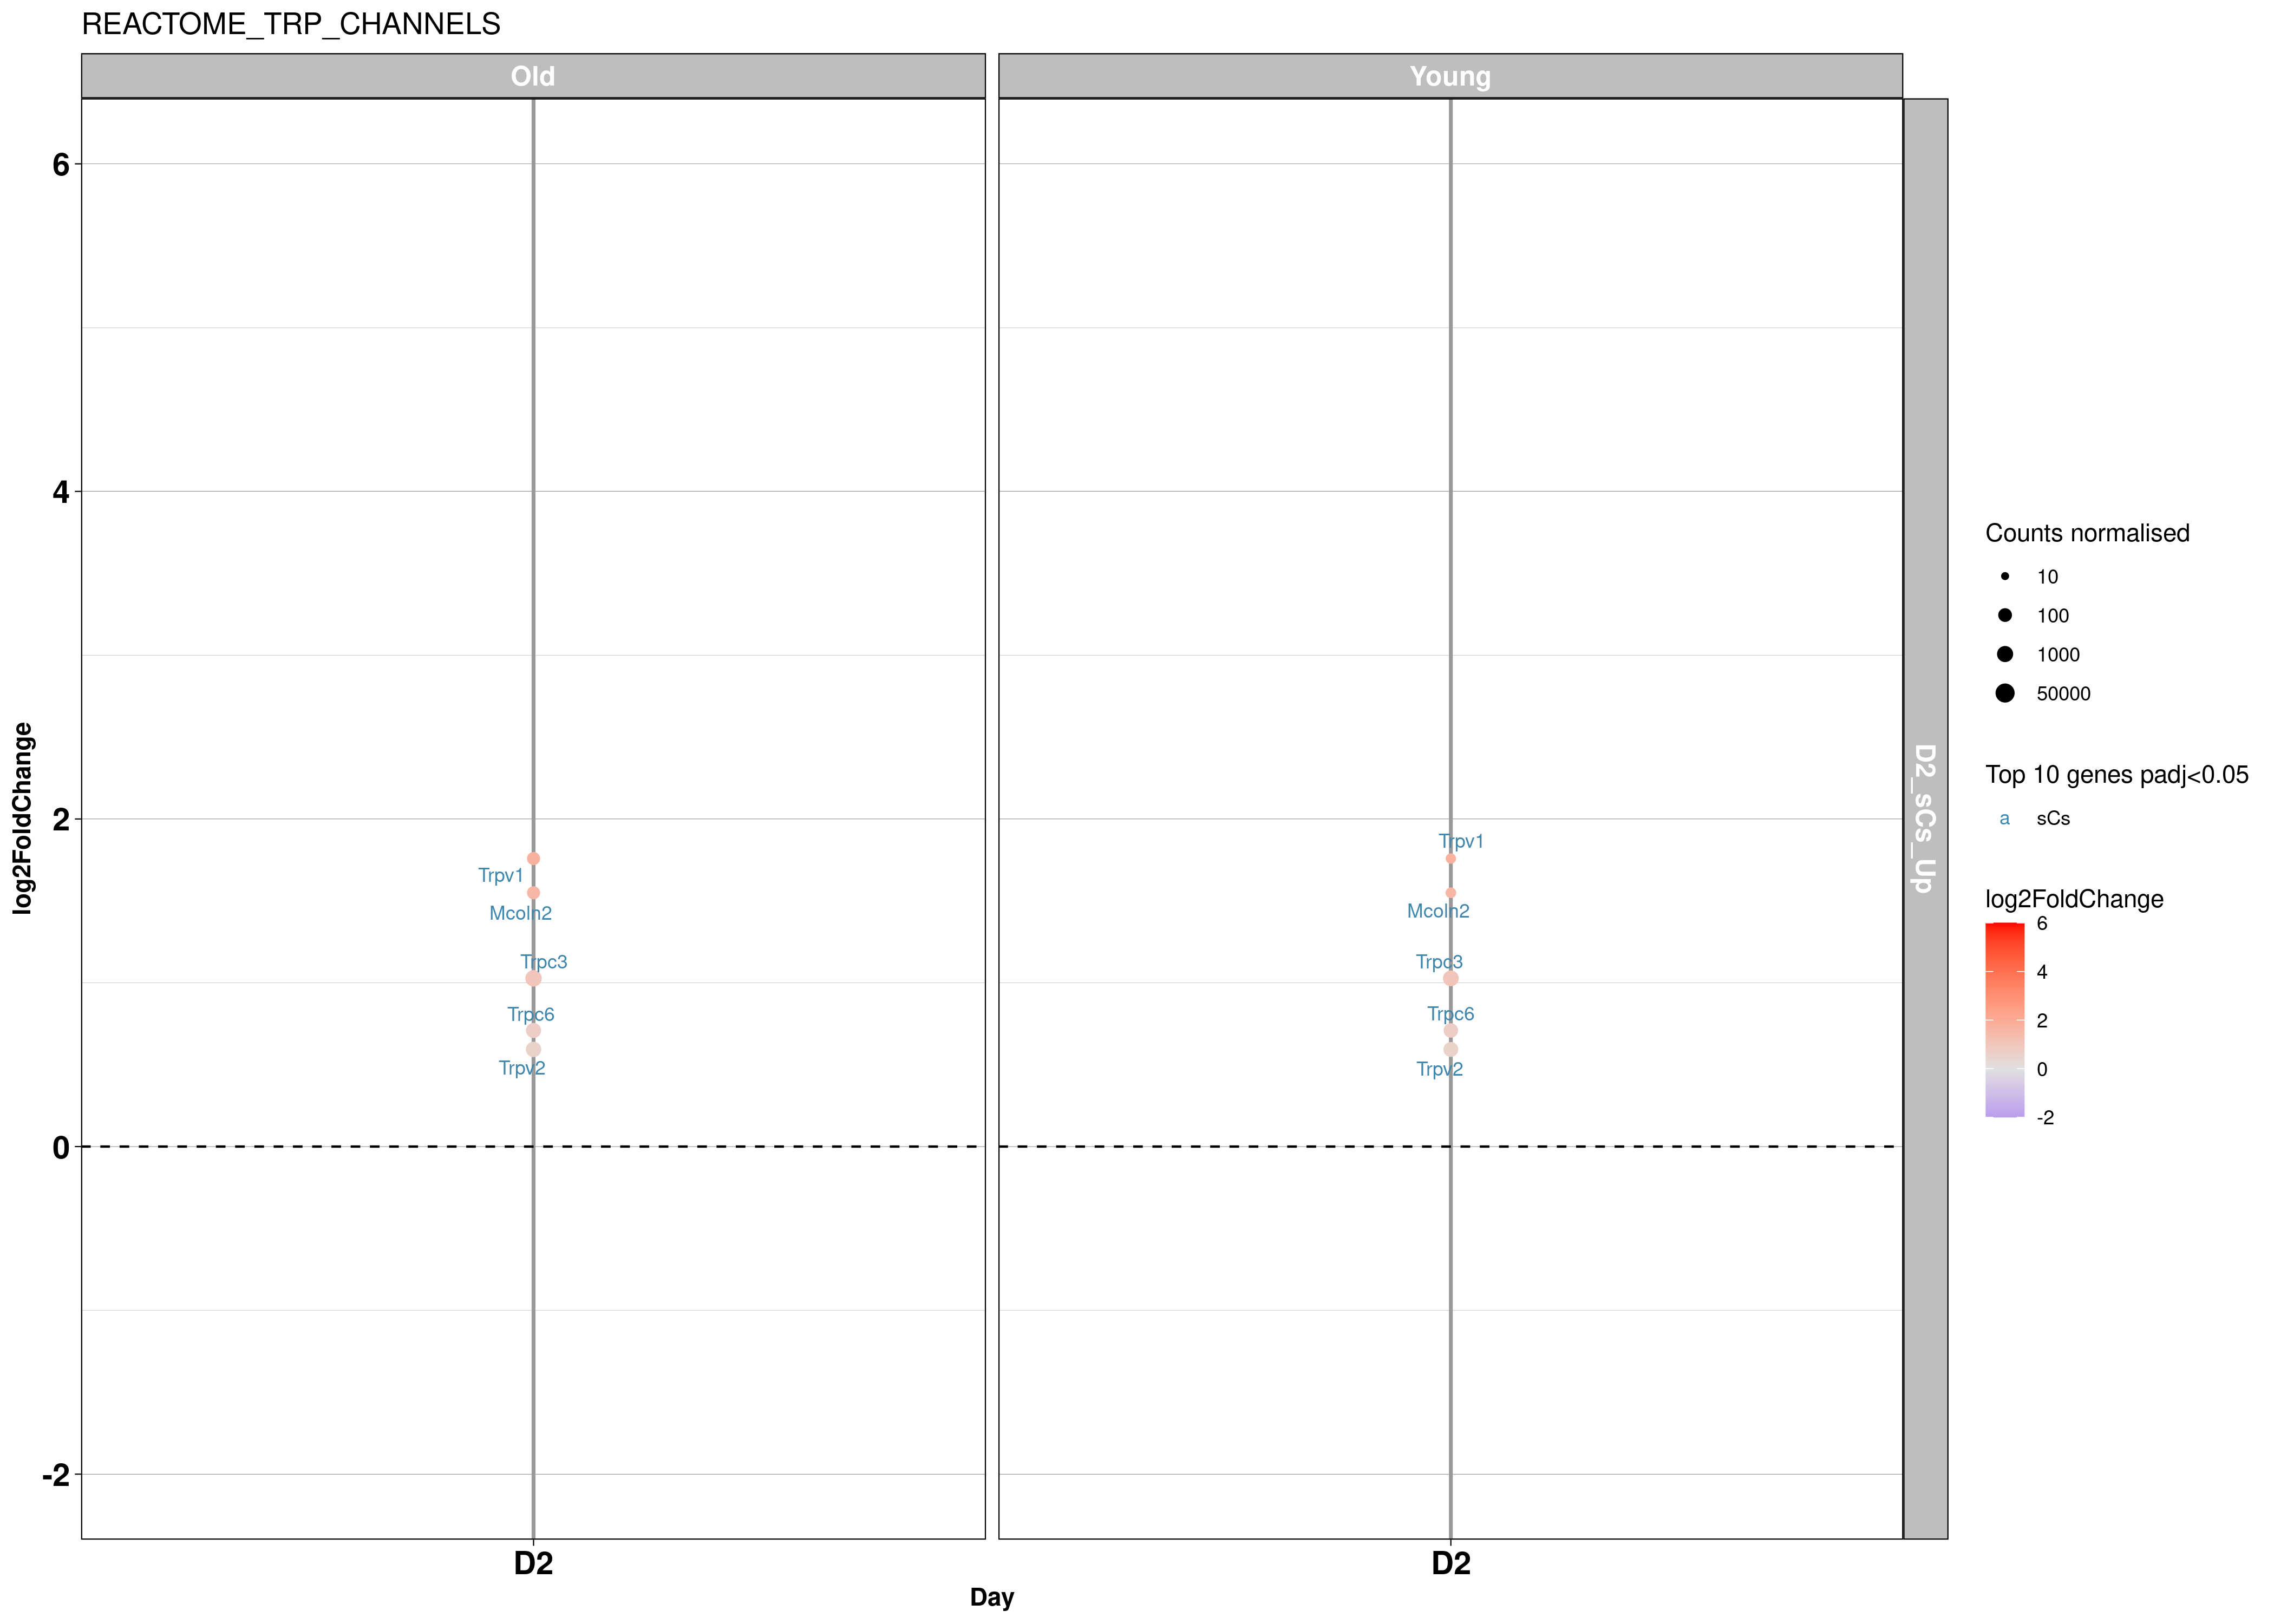 REACTOME_TRP_CHANNELS
Old
Young
6
4
2
0
-2
log2FoldChange
Trpv1
Mcoln2
Trpc3
Trpc6
Trpv2
Trpv1
Mcoln2
Trpc3
Trpc6
Trpv2
D2_sCs_Up
D2
D2
Day
Counts normalised
10
100
1000
50000
Top 10 genes padj<0.05
a sCs
log2FoldChange
6
4
2
0
-2